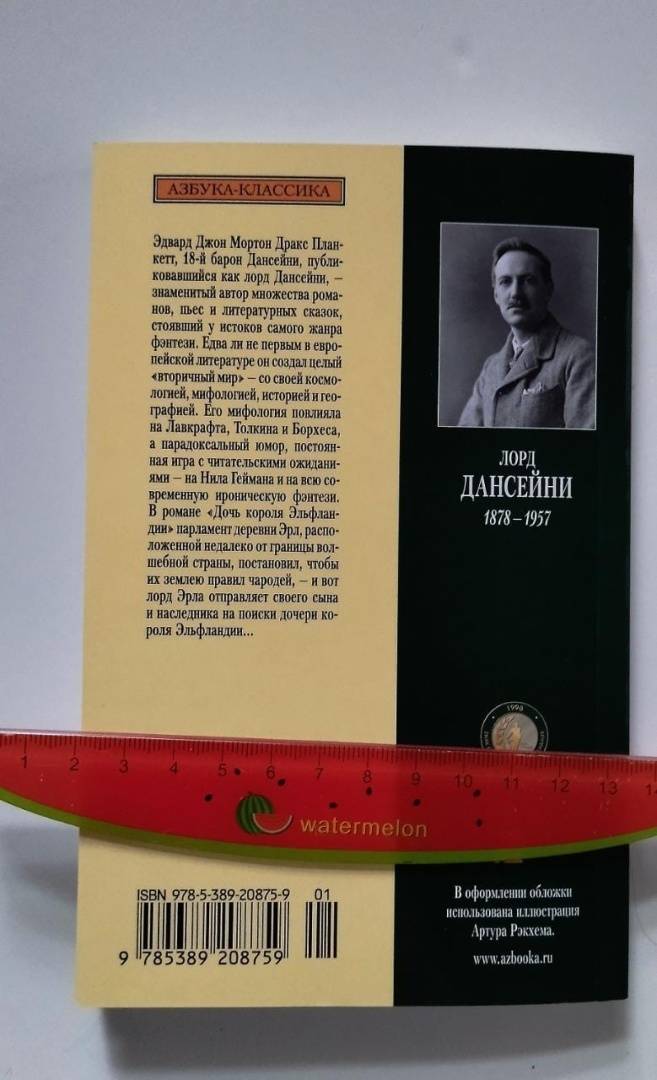 АЗБУКА-КЛАССИКА
Эдвард Джон Мортон Дракс План-
кетт, 18-й барон Дансейни, публи-
ковавшийся как лорд Дансейни, –
знаменитый автор множества рома-
нов, пьес и литературных сказок,
стоявший у истоков самого жанра
фэнтези. Едва ли не первым в евро-
пейской литературе он создал целый
«вторичный мир» – со своей космо-
логией, мифологией, историей и гео-
графией. Его мифология повлияла
на Лавкрафта, Толкина и Борхеса,
а парадоксальный юмор, постоян-
ная игра с читательскими ожидани-
ями – на Нила Геймана и на всю со-
временную ироническую фэнтези.
В романе «Дочь короля Эльфлан-
дии» парламент деревни Эрл, распо-
ложенной недалеко от границы вол-
шебной страны, постановил, чтобы
их землею правил чародей, – и вот
лорд Эрла отправляет своего сына
и наследника на поиски дочери ко-
роля Эльфландии...
ЛОРД
ДАНСЕЙНИ
1878 – 1957
1 2 3 4 5 6 7 8 9 10 11 12 13
watermelon
ISBN 978-5-389-20875-9 01
9 785389 208759
В оформлении обложки
использована иллюстрация
Артура Рэкхема.
www.azbooka.ru